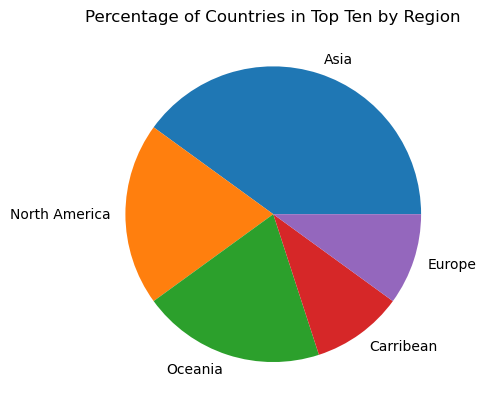 Percentage of Countries in Top Ten by Region
Asia
North America
Europe
Carribean
Oceania